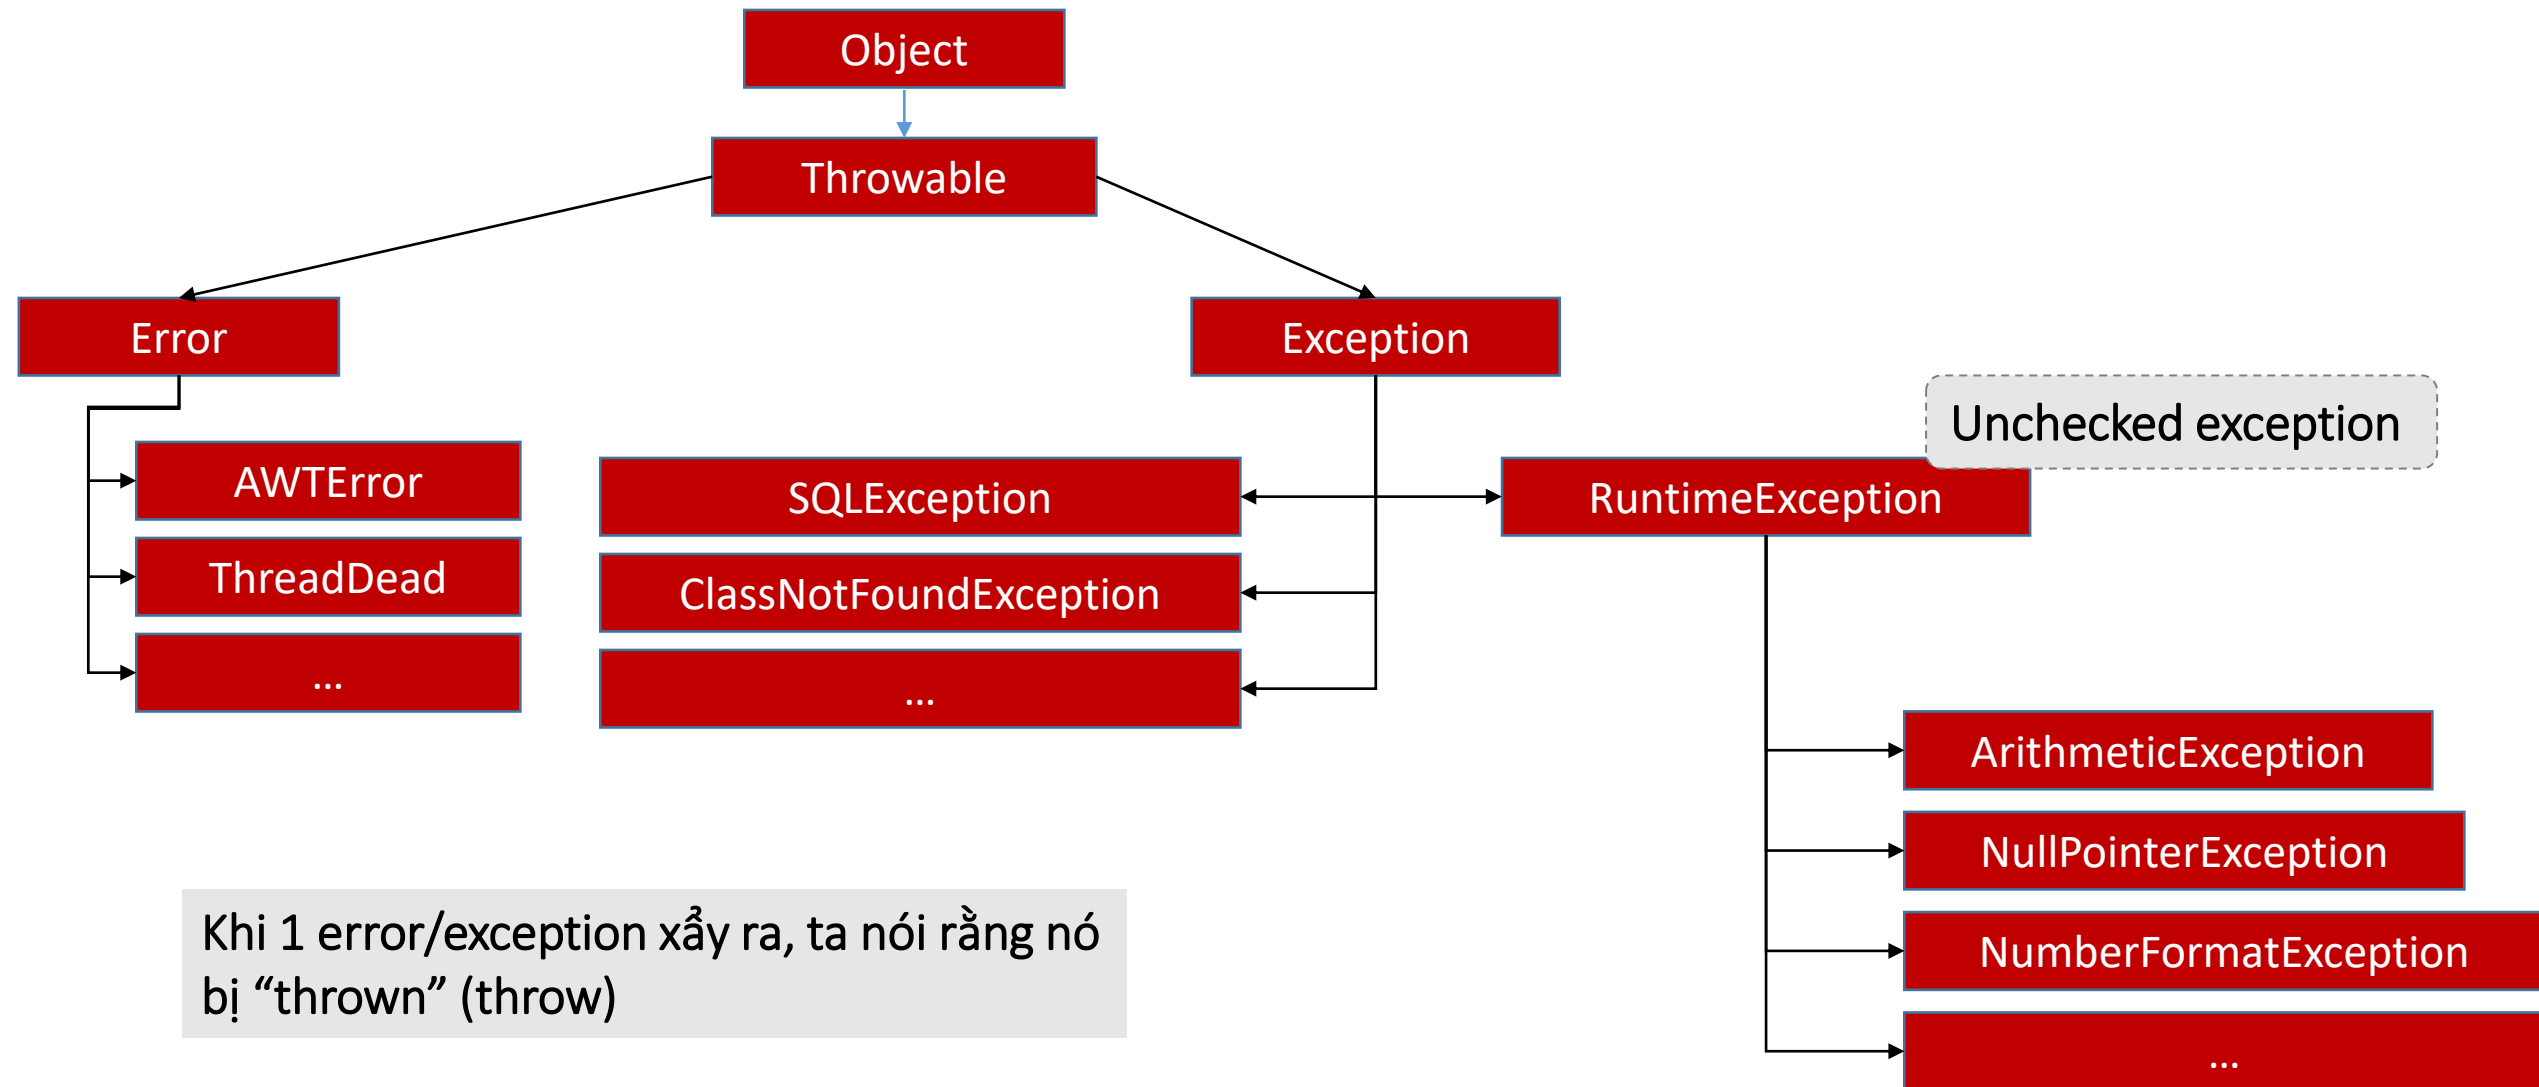 Object
Throwable
Error
Exception
Unchecked exception
AWTError
SQLException
RuntimeException
ThreadDead
ClassNotFoundException
...
...
ArithmeticException
NullPointerException
NumberFormatException
...
Khi 1 error/exception xẩy ra, ta nói rằng nó
bị “thrown” (throw)